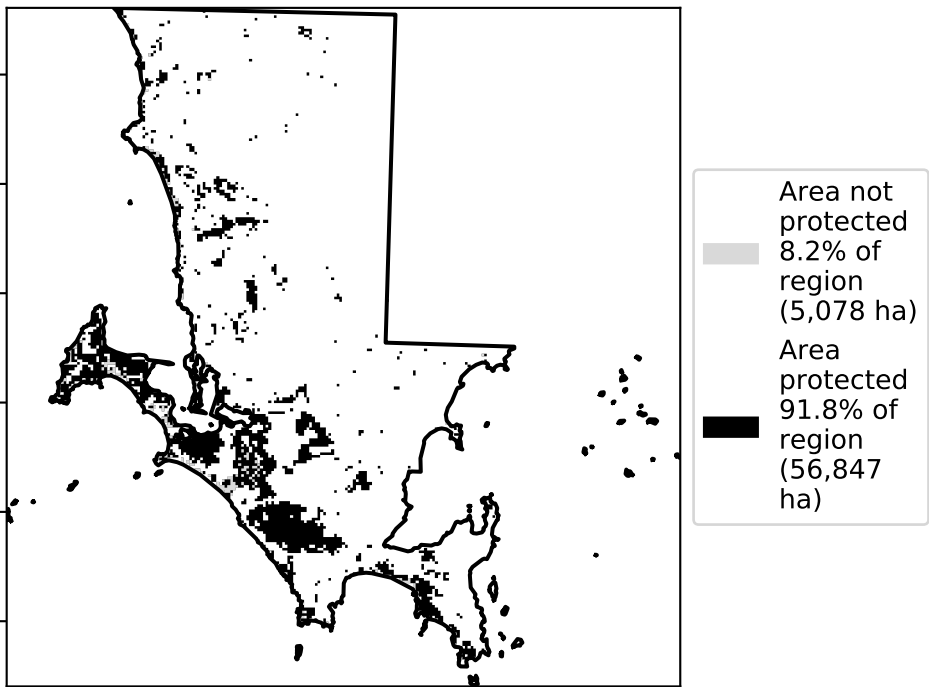 Area not
protected
8.2% of
region
(5,078 ha)
Area
protected
91.8% of
region
(56,847
ha)